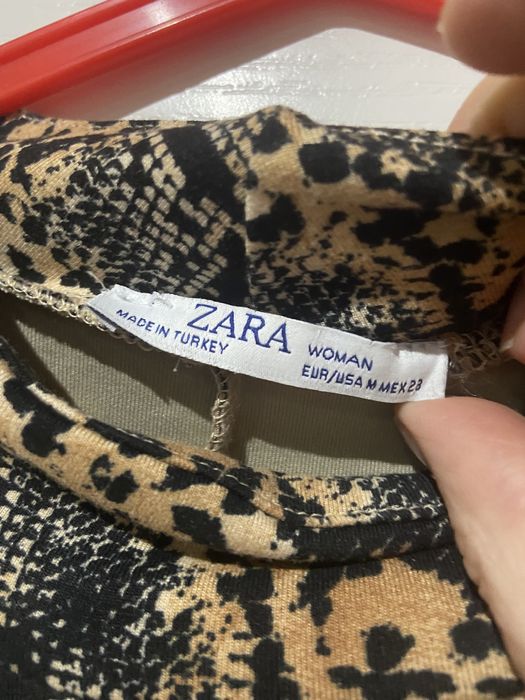 ZARA WOMAN
MADE IN TURKEY
EUR/USA M MEX 28